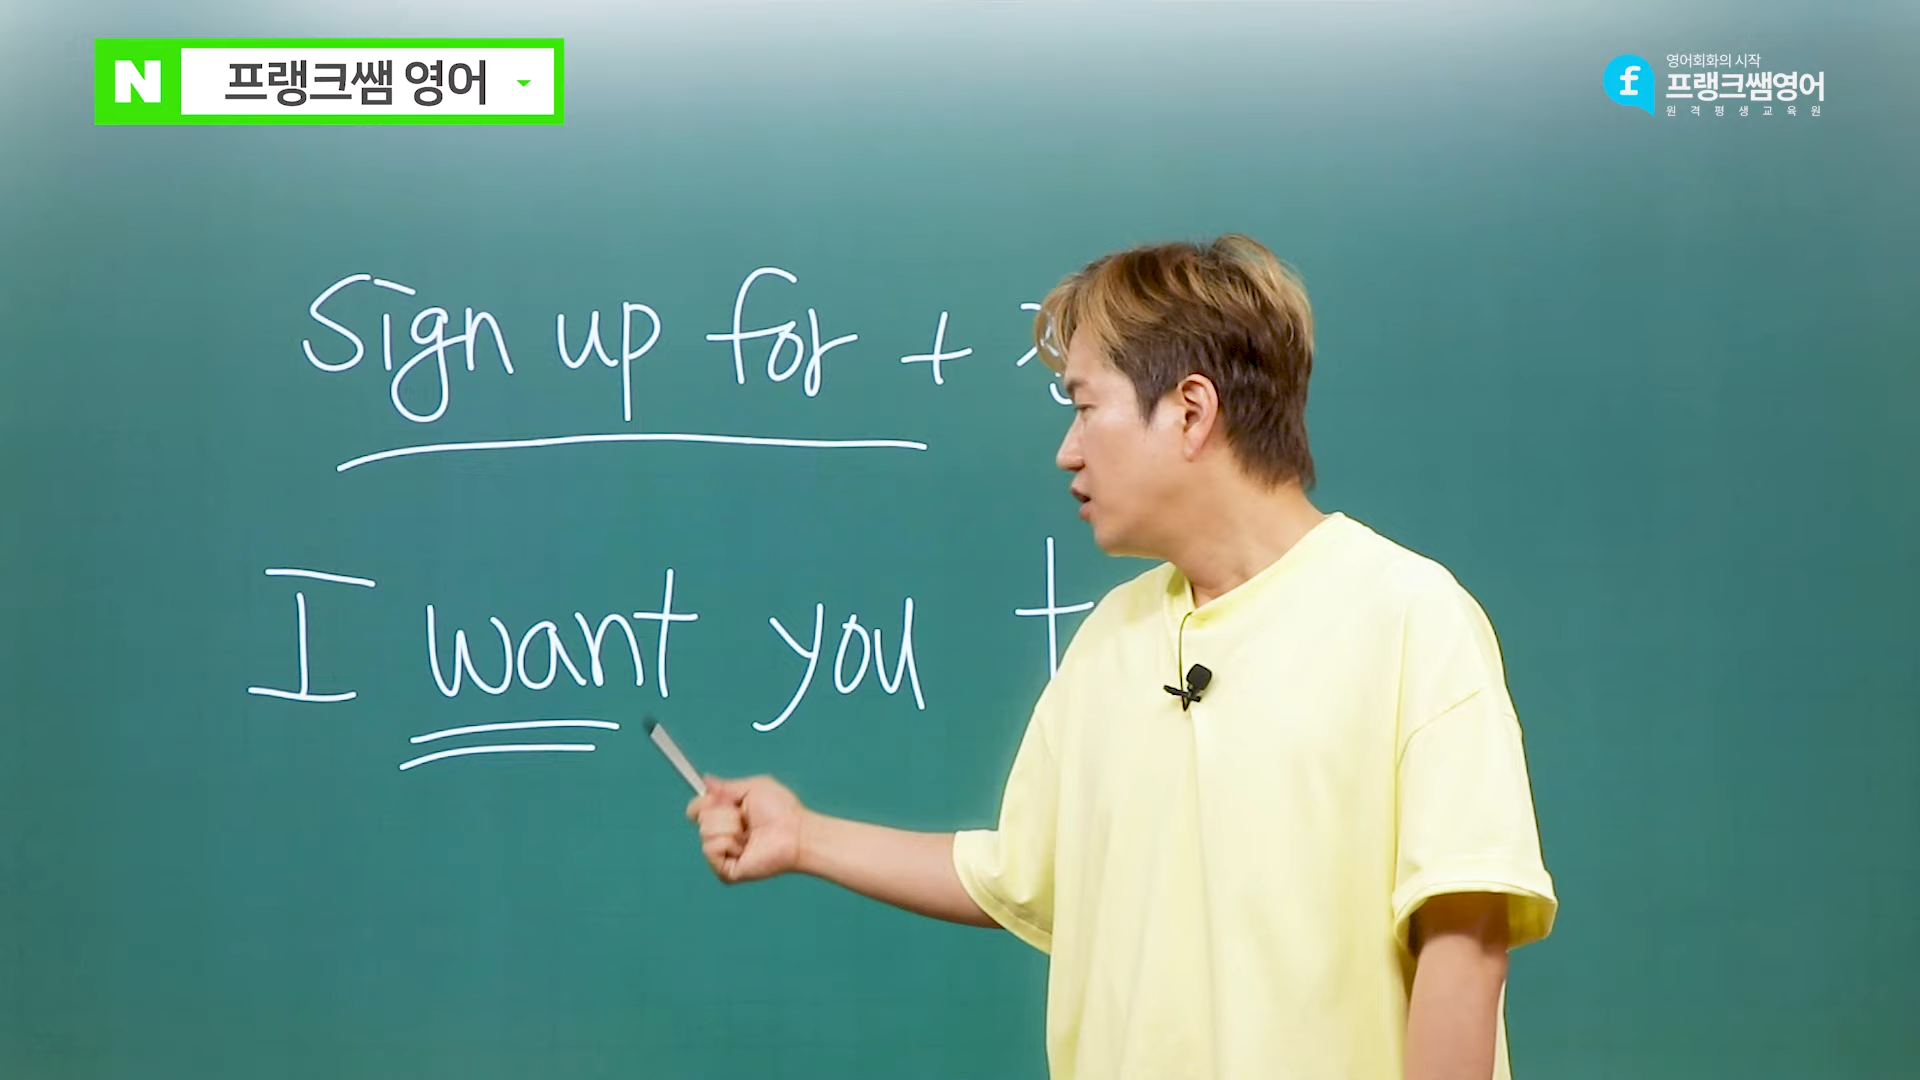 N 프랭크쌤 영어
영어회화의 시작
프랭크쌤영어
원격평생교육원
Sign up for +
I want you